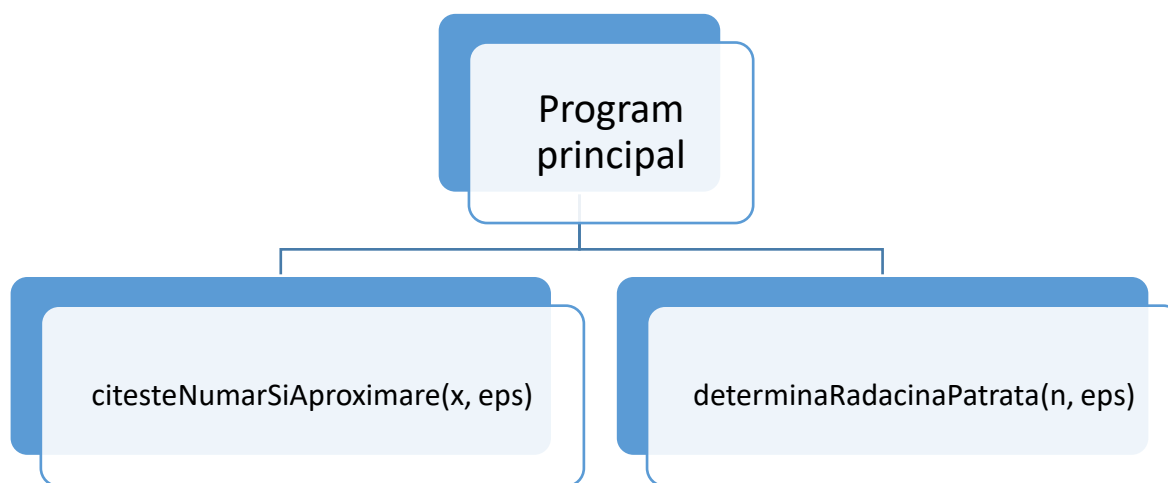 Program
principal
citesteNumarSiAproximare(x, eps)
determinaRadacinaPatrata(n, eps)